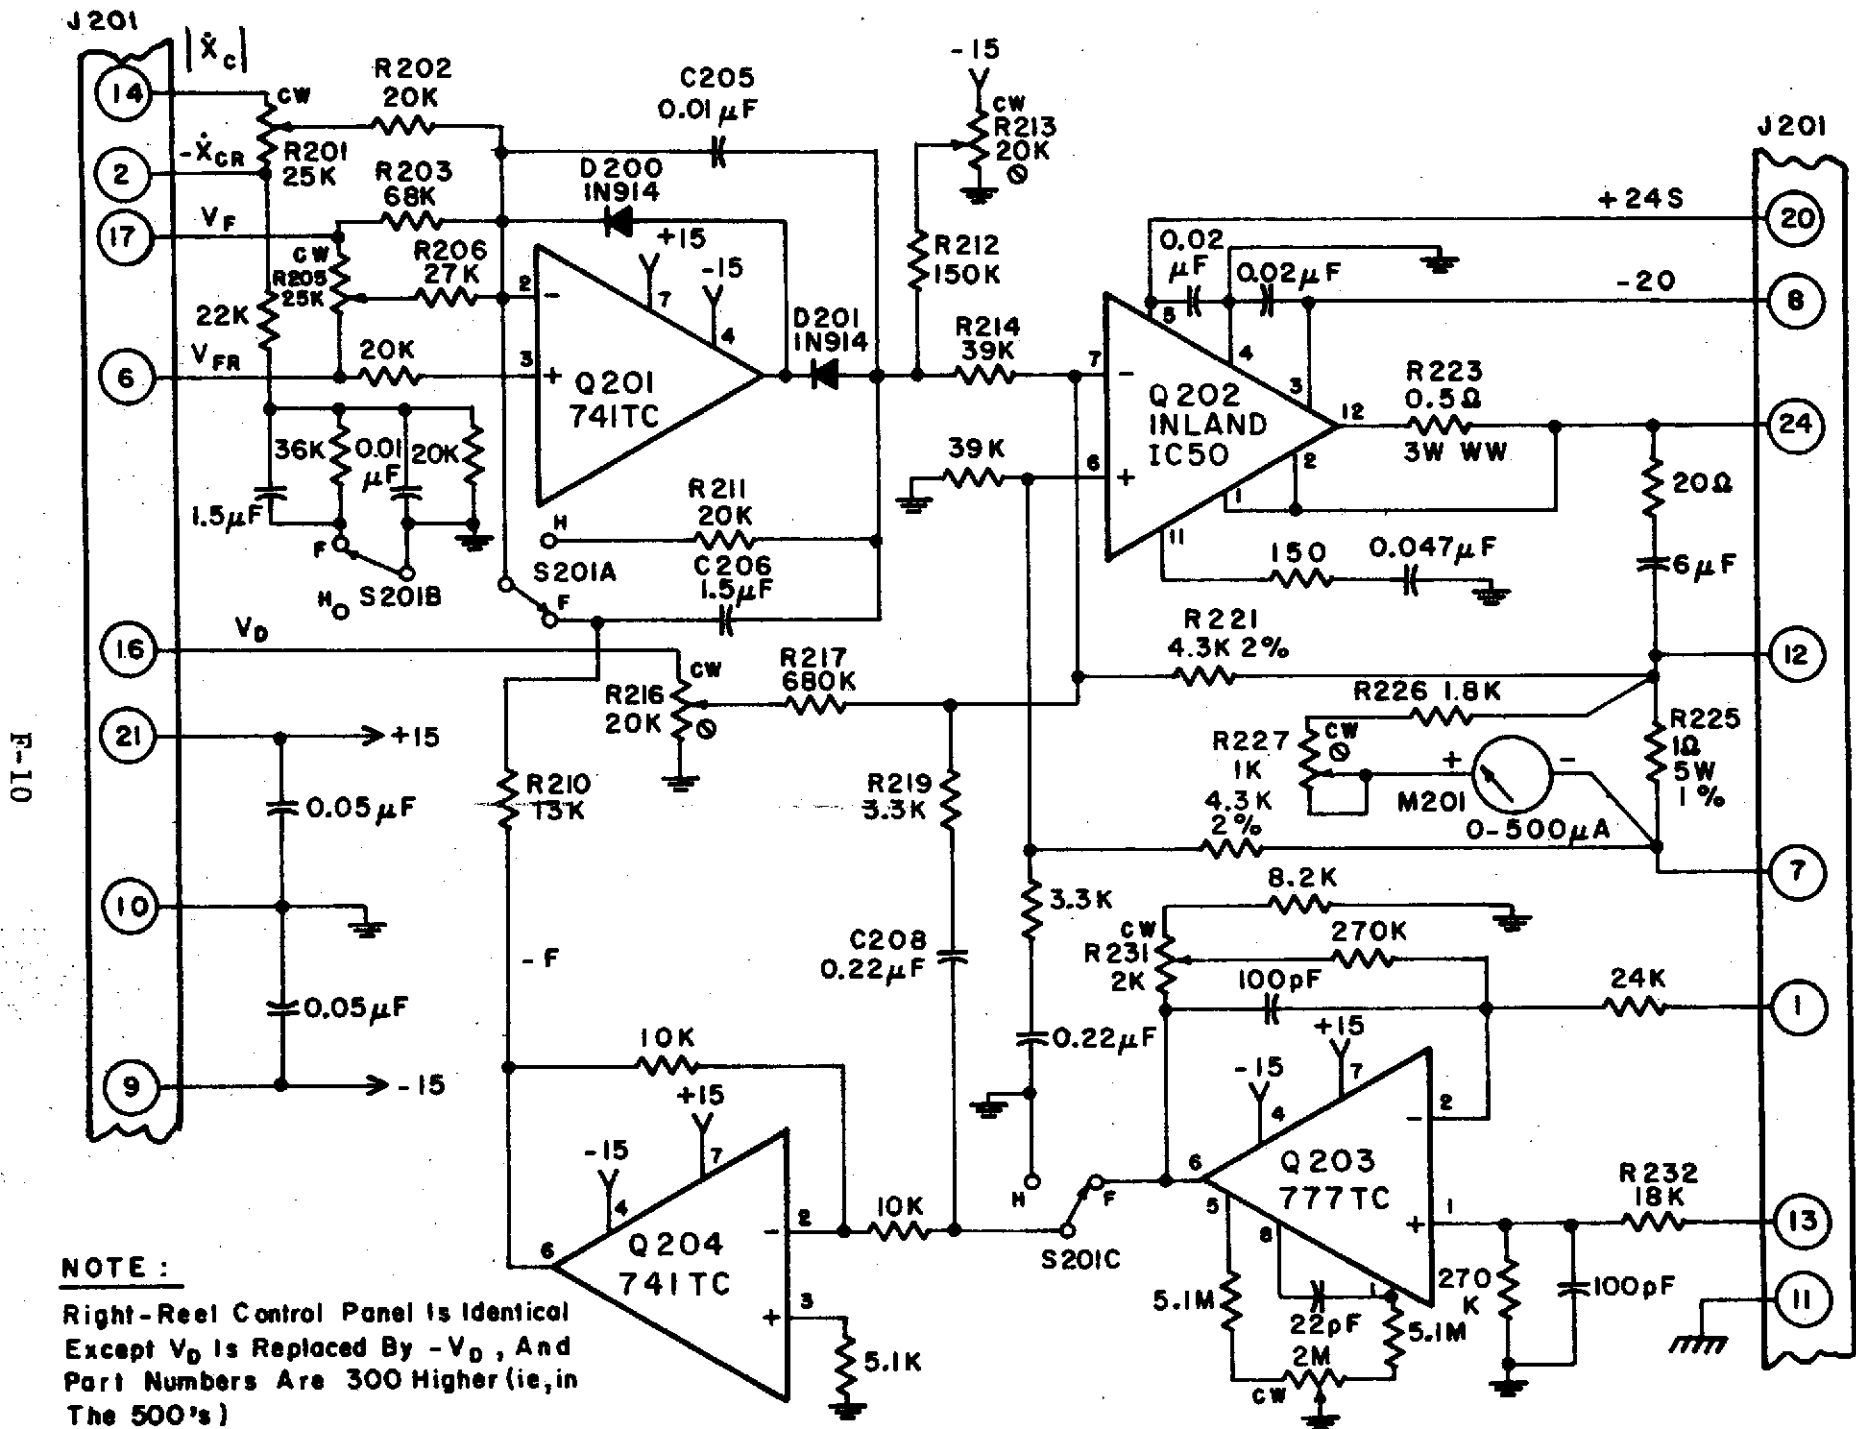 J201
|Ẋc|
14
CW
R202
20K
C205
0.01µF
-15
CW
R213
20K
J201
2
-ẊCR
R201
25K
R203
68K
D200
1N914
+24S
20
17
VF
CW
R205
25K
R206
27K
+15
-15
7
4
2
-
R212
150K
0.02
µF
0.02µF
5
4
3
-20
8
22K
6
VFR
20K
3
+
Q201
741TC
D201
1N914
R214
39K
7
-
Q202
INLAND
IC50
12
R223
0.5Ω
3W WW
24
36K
0.01
µF
20K
1.5µF
39K
6
+
2
1
11
20Ω
6µF
F
H
S201B
H
R211
20K
S201A
F
C206
1.5µF
150
0.047µF
16
VD
R217
680K
CW
R216
20K
R221
4.3K 2%
12
R226 1.8K
CW
R227
1K
+
-
M201
0-500µA
R225
1Ω
5W
1%
4.3K
2%
7
21
+15
0.05µF
10
0.05µF
9
-15
R210
13K
-F
R219
3.3K
C208
0.22µF
3.3K
0.22µF
8.2K
CW
R231
2K
270K
100pF
24K
1
10K
+15
-15
7
4
6
Q204
741TC
2
-
3
+
10K
5.1K
H
F
S201C
+15
-15
7
4
6
Q203
777TC
2
-
1
+
5
8
1
R232
18K
13
5.1M
22pF
5.1M
2M
CW
270
K
100pF
11
F-10
NOTE :
Right-Reel Control Panel Is Identical
Except VD Is Replaced By -VD, And
Part Numbers Are 300 Higher (ie, in
The 500's)